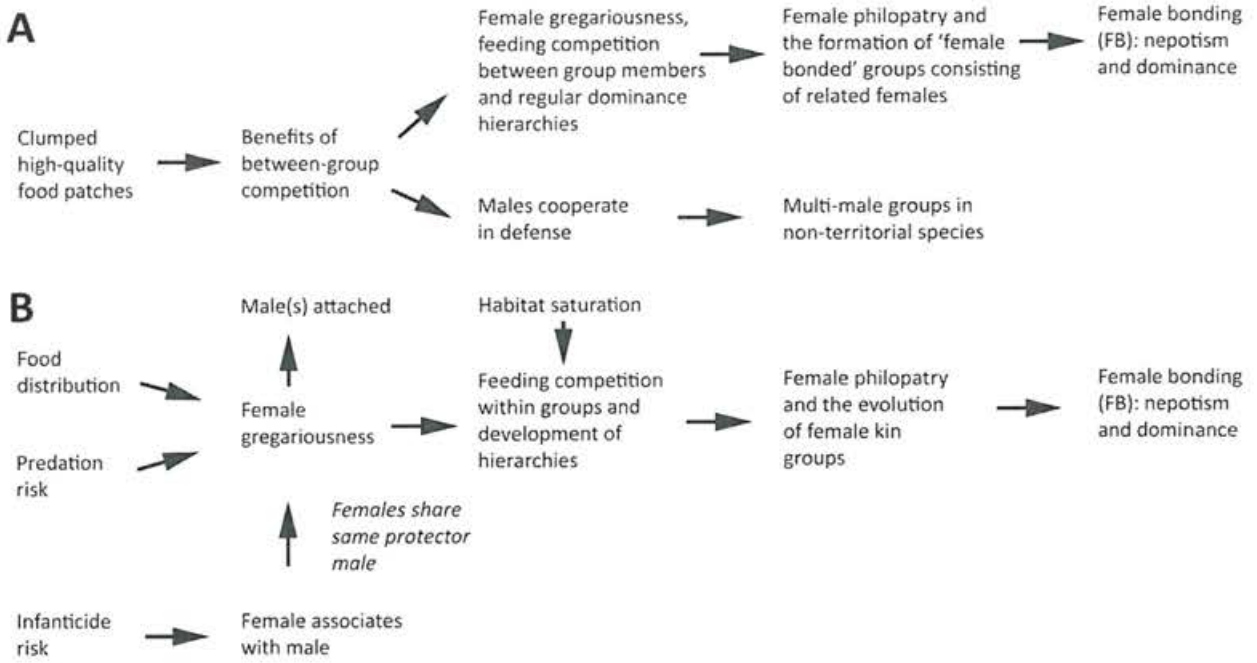 A
Clumped
high-quality
food patches
Benefits of
between-group
competition
Female gregariousness,
feeding competition
between group members
and regular dominance
hierarchies
Female philopatry and
the formation of ‘female
bonded’ groups consisting
of related females
Female bonding
(FB): nepotism
and dominance
Males cooperate
in defense
Multi-male groups in
non-territorial species
B
Food
distribution
Predation
risk
Infanticide
risk
Male(s) attached
Female
gregariousness
Females share
same protector
male
Female associates
with male
Habitat saturation
Feeding competition
within groups and
development of
hierarchies
Female philopatry
and the evolution
of female kin
groups
Female bonding
(FB): nepotism
and dominance